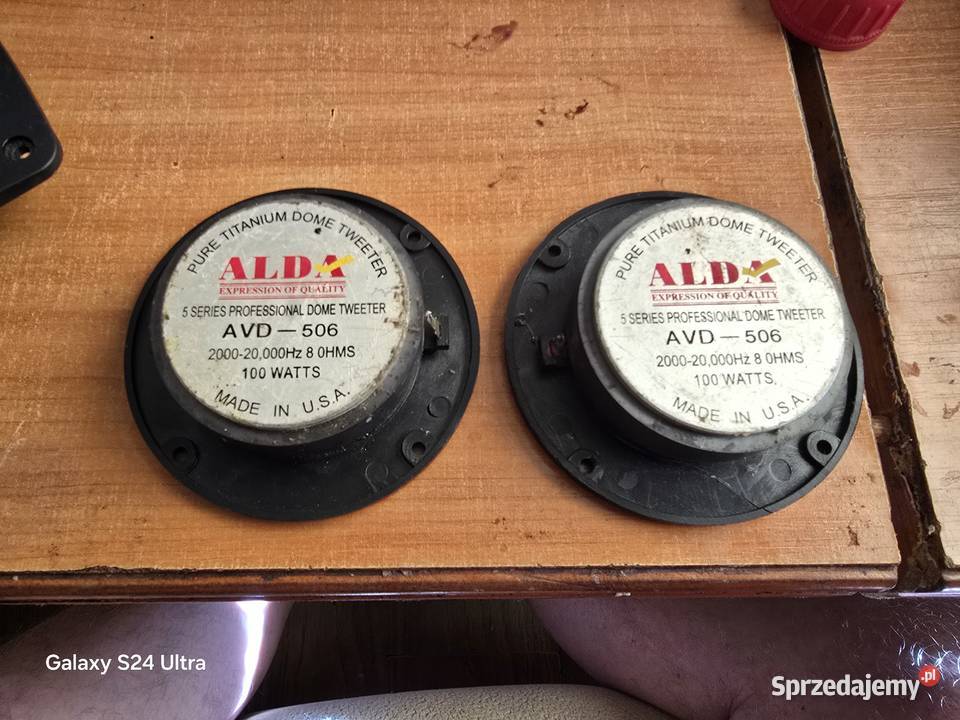 PURE TITANIUM DOME TWEETER
ALDA
EXPRESSION OF QUALITY
5 SERIES PROFESSIONAL DOME TWEETER
AVD — 506
2000-20,000Hz 8 OHMS
100 WATTS
MADE IN U.S.A.
PURE TITANIUM DOME TWEETER
ALDA
EXPRESSION OF QUALITY
5 SERIES PROFESSIONAL DOME TWEETER
AVD — 506
2000-20,000Hz 8 OHMS
100 WATTS
MADE IN U.S.A.
Galaxy S24 Ultra
Sprzedajemy.pl